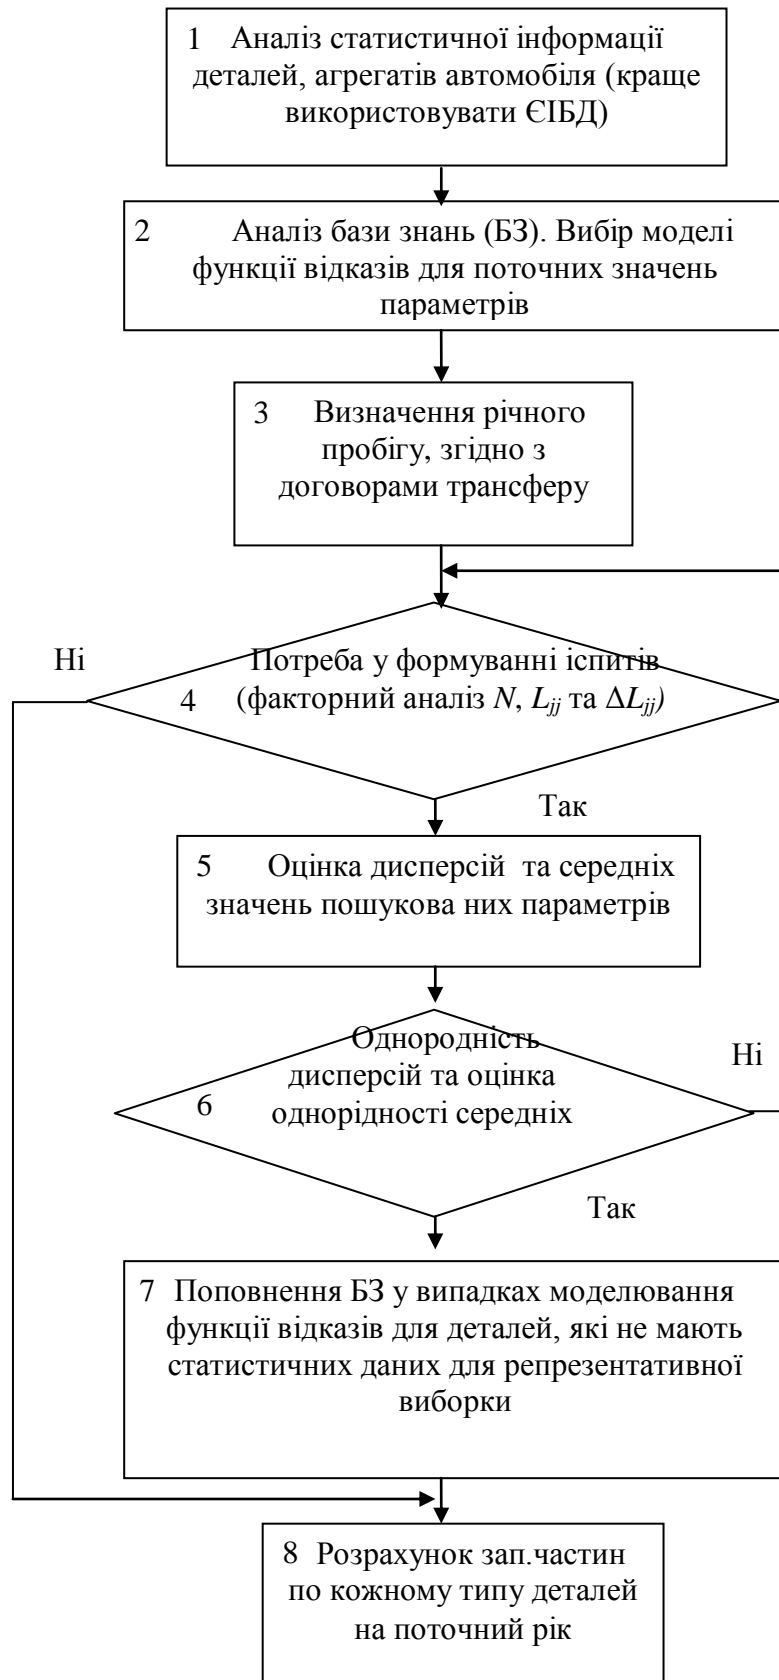 1 Аналіз статистичної інформації
деталей, агрегатів автомобіля (краще
використовувати ЄІБД)
2 Аналіз бази знань (БЗ). Вибір моделі
функції відказів для поточних значень
параметрів
3 Визначення річного
пробігу, згідно з
договорами трансферу
Ні
Потреба у формуванні іспитів
4 (факторний аналіз N, Ljj та ΔLjj)
Так
5 Оцінка дисперсій та середніх
значень пошукова них параметрів
Однородність
Ні
дисперсій та оцінка
6 однорідності середніх
Так
7 Поповнення БЗ у випадках моделювання
функції відказів для деталей, які не мають
статистичних даних для репрезентативної
виборки
8 Розрахунок зап.частин
по кожному типу деталей
на поточний рік